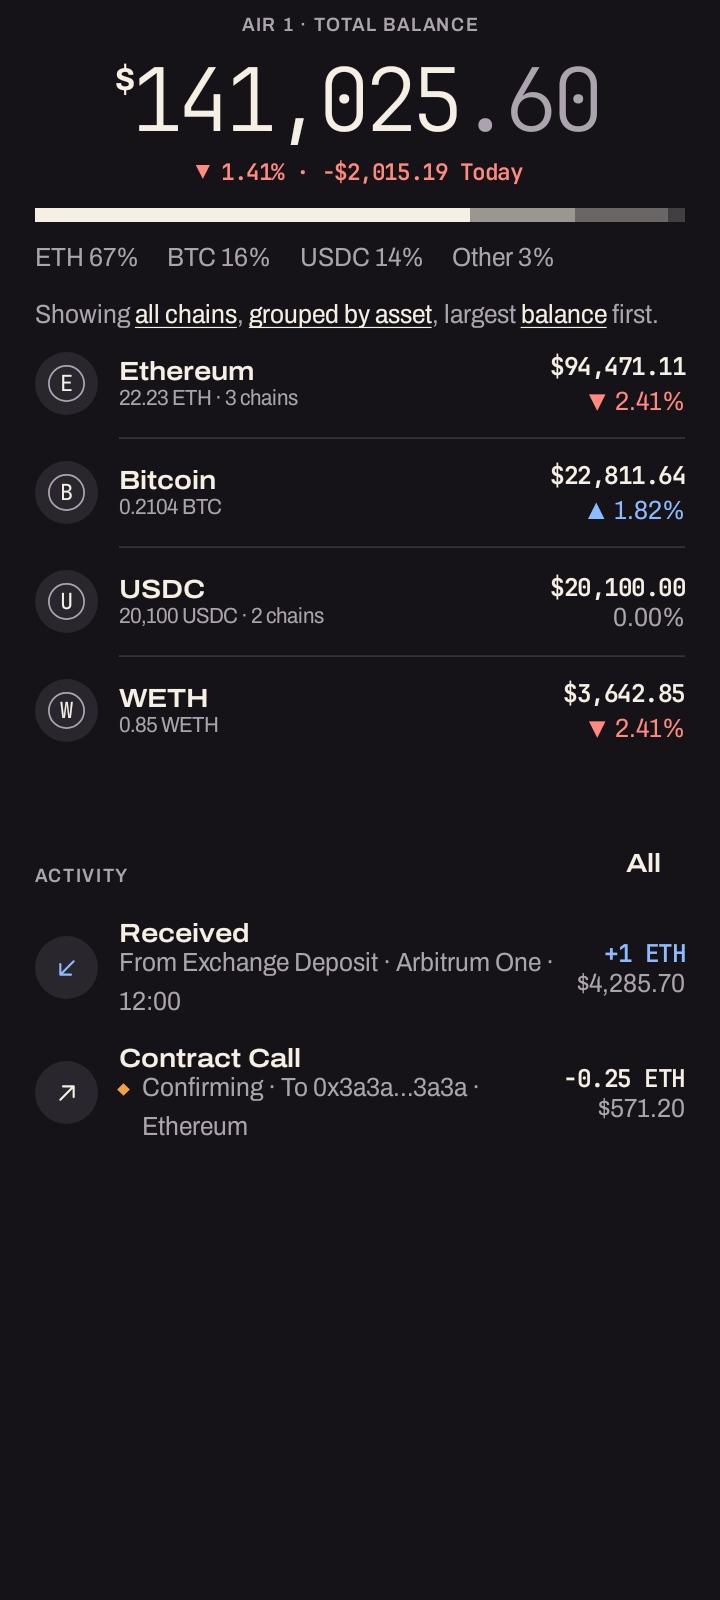 AIR 1 · TOTAL BALANCE
$141,025.60
▼ 1.41% · -$2,015.19 Today
ETH 67% BTC 16% USDC 14% Other 3%
Showing all chains, grouped by asset, largest balance first.
E
Ethereum
22.23 ETH · 3 chains
$94,471.11
▼ 2.41%
B
Bitcoin
0.2104 BTC
$22,811.64
▲ 1.82%
U
USDC
20,100 USDC · 2 chains
$20,100.00
0.00%
W
WETH
0.85 WETH
$3,642.85
▼ 2.41%
ACTIVITY
All
Received
From Exchange Deposit · Arbitrum One ·
12:00
+1 ETH
$4,285.70
Contract Call
◆ Confirming · To 0x3a3a...3a3a ·
Ethereum
-0.25 ETH
$571.20